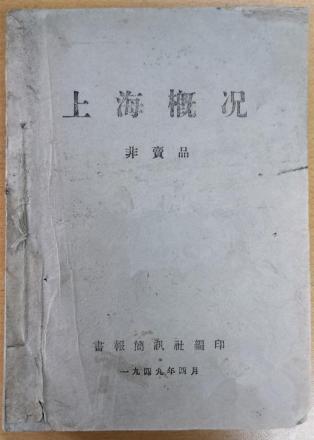 上海概况
非賣品
書報簡訊社編印
一九四九年四月